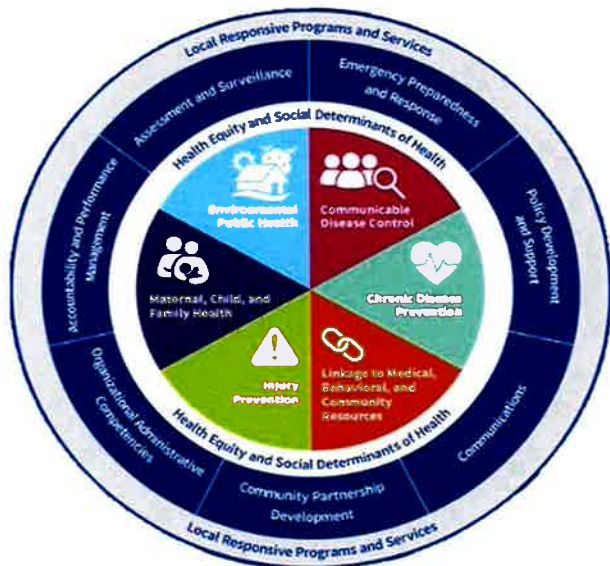 Local Responsive Programs and Services
Assessment and Surveillance
Emergency Preparedness
and Response
Health Equity and Social Determinants of Health
Accountability and Performance
Management
Policy Development
and Support
Environmental
Public Health
Communicable
Disease Control
Maternal, Child, and
Family Health
Chronic Disease
Prevention
Injury
Prevention
Linkage to Medical,
Behavioral, and
Community
Resources
Health Equity and Social Determinants of Health
Organizational Administrative
Competencies
Communications
Community Partnership
Development
Local Responsive Programs and Services